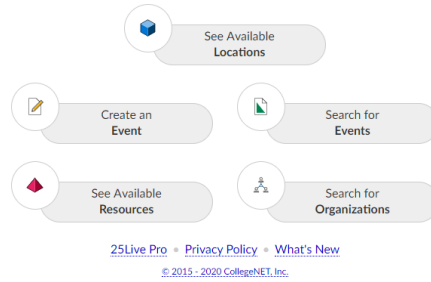 See Available
Locations
Create an
Event
Search for
Events
See Available
Resources
Search for
Organizations
25Live Pro • Privacy Policy • What's New
© 2015 - 2020 CollegeNET, Inc.